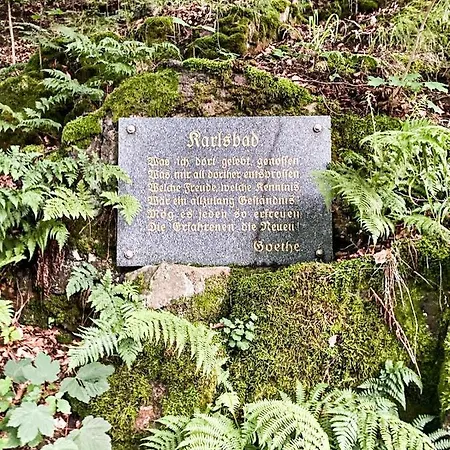 Karlsbad
Was ich dort gelebt, genossen
Was mir all dorther entsprossen
Welche Freude, welche Kenntnis
Wär' ein allzulang Geständnis!
Mög es jeden so erfreuen
Die Erfahrenen, die Neuen!
Goethe